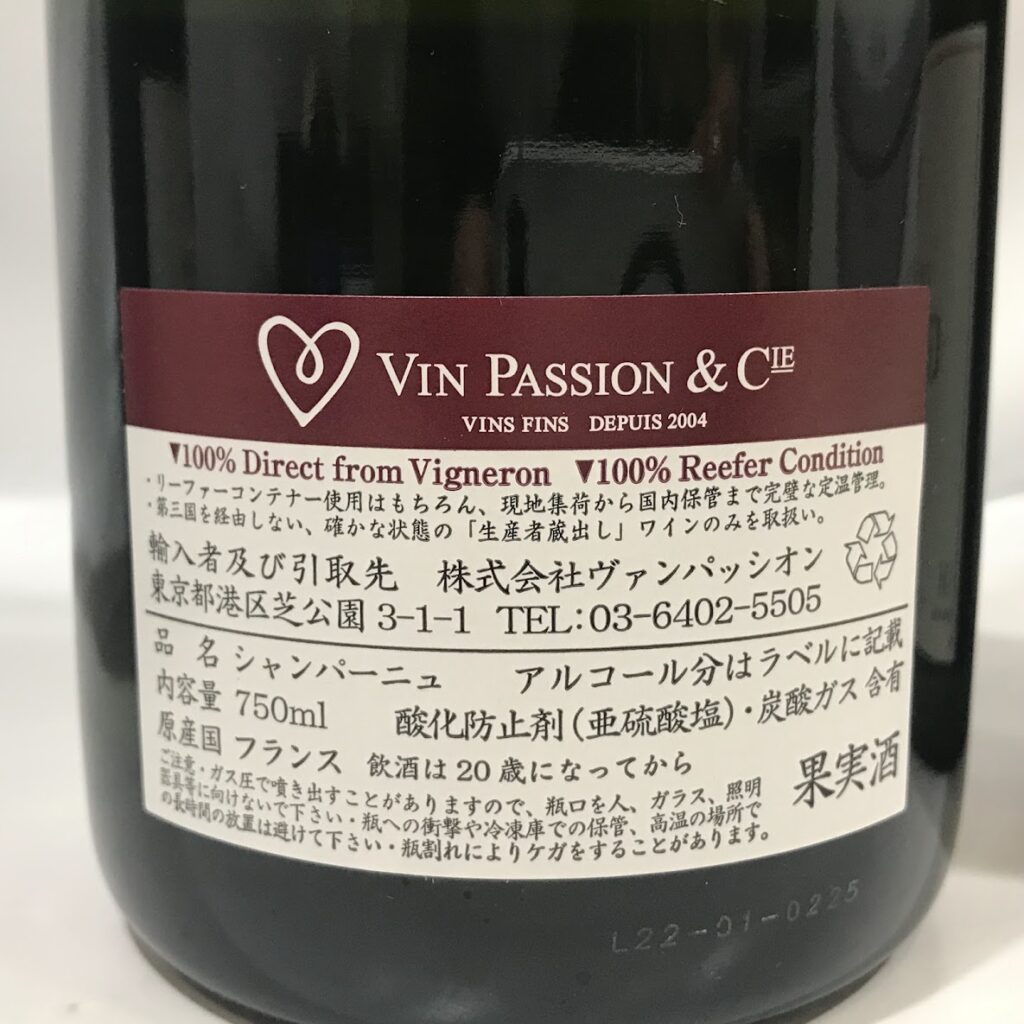 VIN PASSION & CIE
VINS FINS DEPUIS 2004
▼100% Direct from Vigneron ▼100% Reefer Condition
・リーファーコンテナー使用はもちろん、現地集荷から国内保管まで完璧な定温管理。
・第三国を経由しない、確かな状態の「生産者蔵出し」ワインのみを取扱い。
輸入者及び引取先 株式会社ヴァンパッシオン
東京都港区芝公園3-1-1 TEL:03-6402-5505
品 名 シャンパーニュ アルコール分はラベルに記載
内容量 750ml 酸化防止剤(亜硫酸塩)・炭酸ガス含有
原産国 フランス 飲酒は20歳になってから
果実酒
ご注意・ガス圧で噴き出すことがありますので、瓶口を人、ガラス、照明
器具等に向けないで下さい・瓶への衝撃や冷凍庫での保管、高温の場所で
の長時間の放置は避けて下さい・瓶割れによりケガをすることがあります。
L22-01-0225